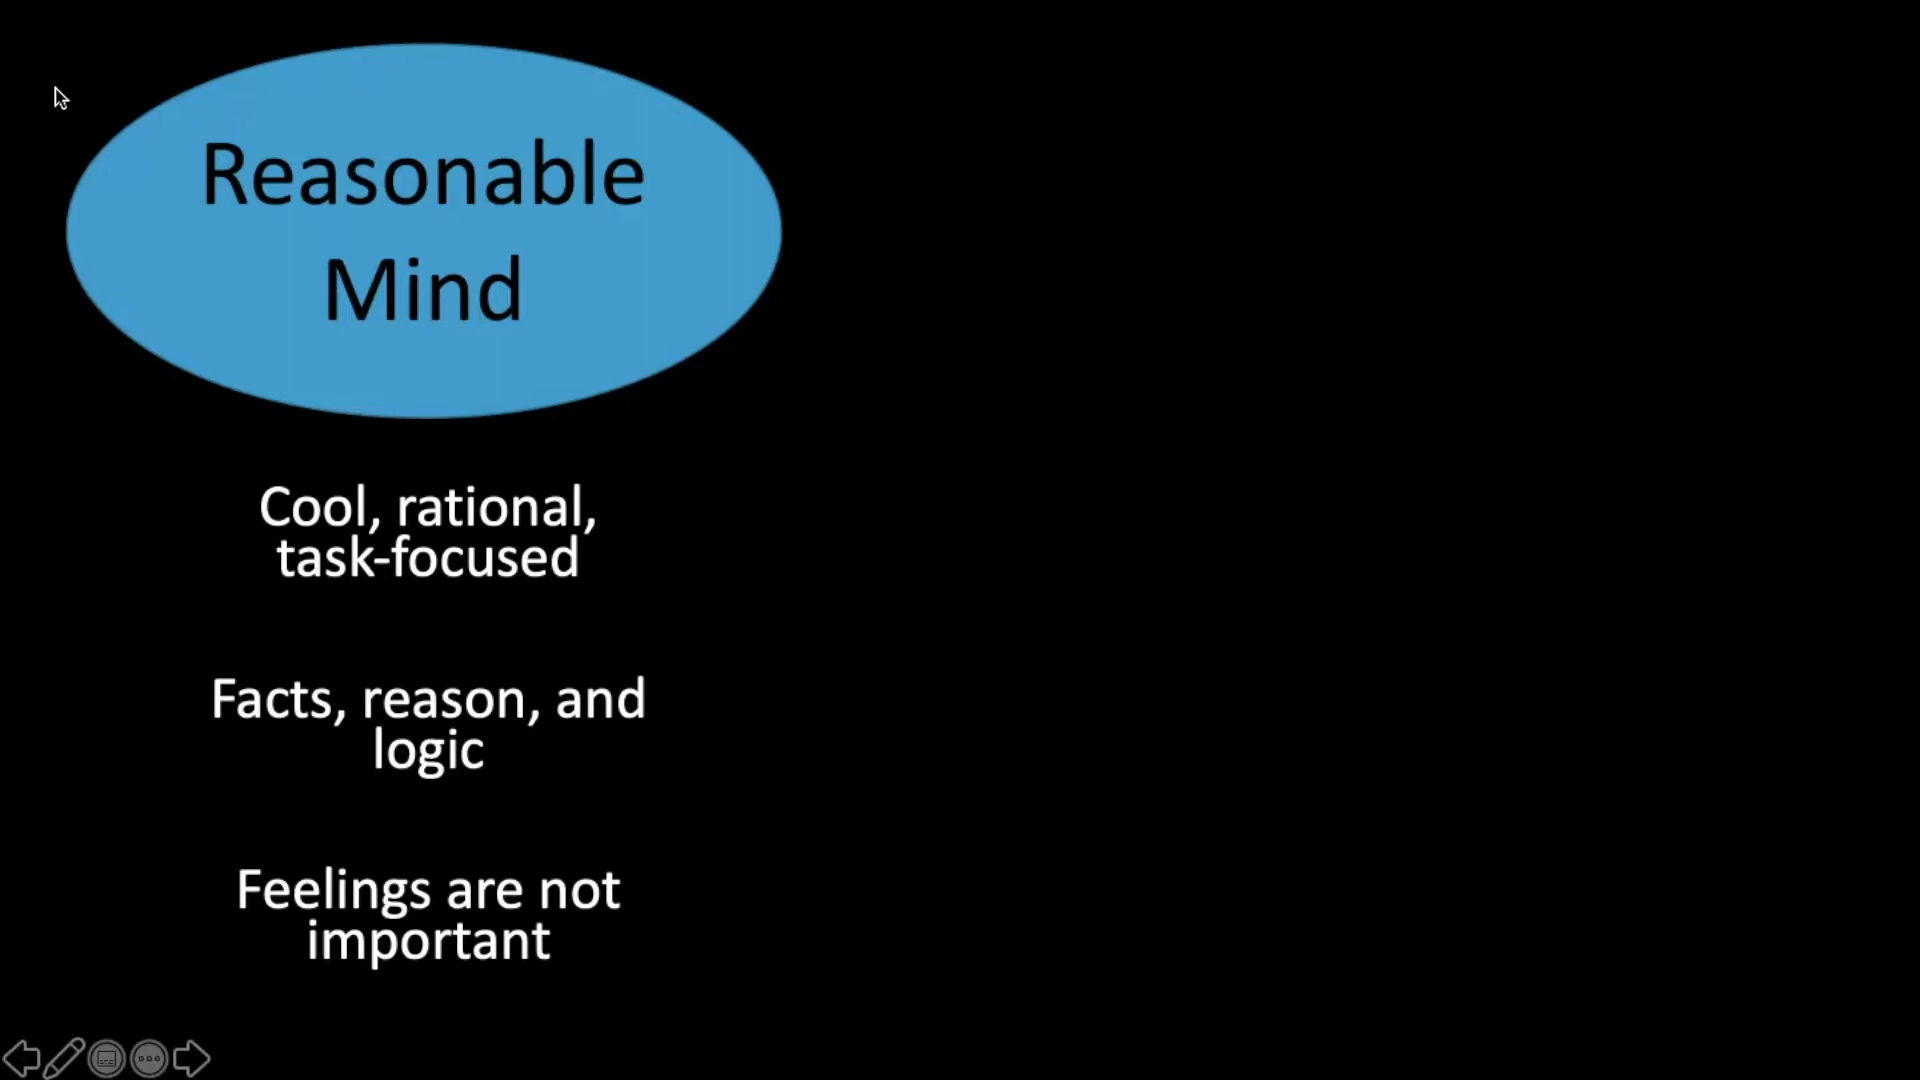 Reasonable
Mind
Cool, rational,
task-focused
Facts, reason, and
logic
Feelings are not
important